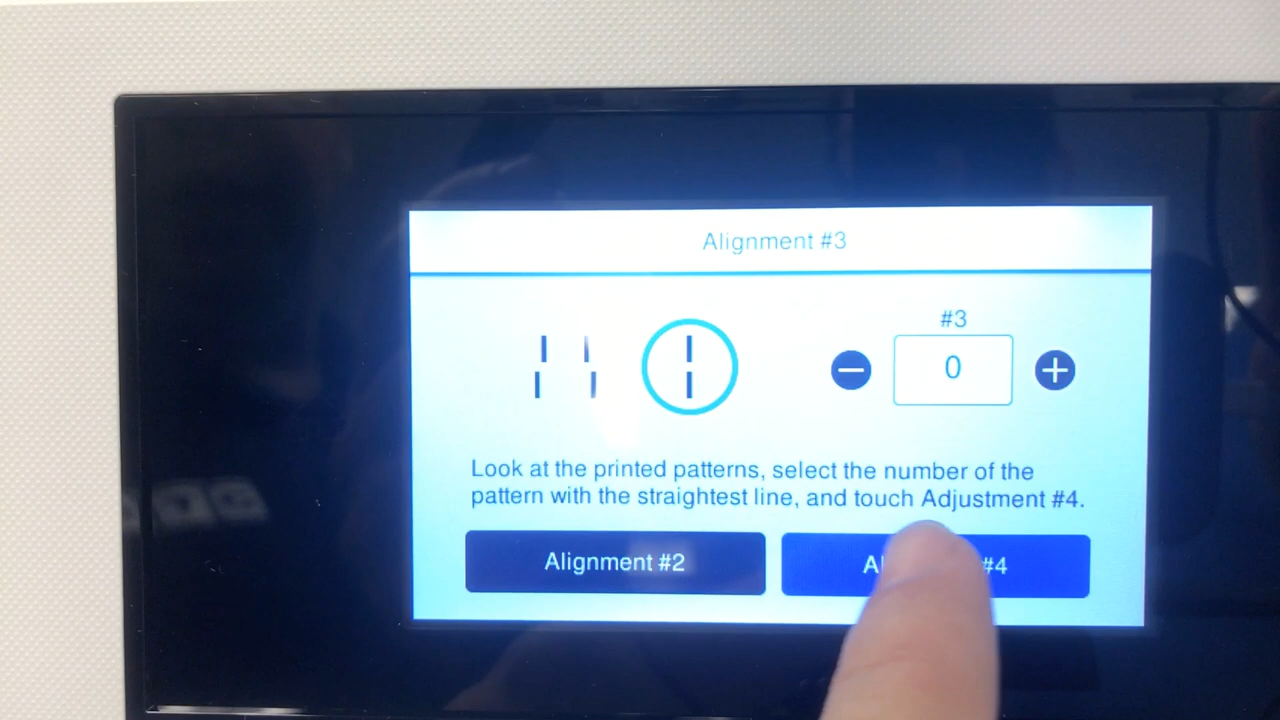 Alignment #3
#3
0
Look at the printed patterns, select the number of the
pattern with the straightest line, and touch Adjustment #4.
Alignment #2
#4